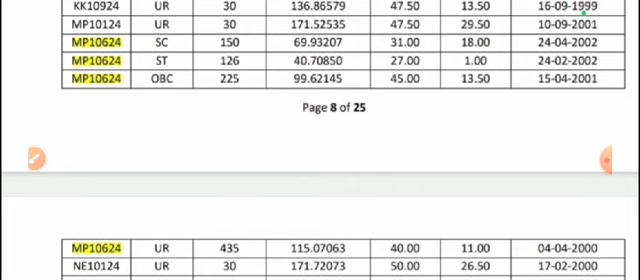 KK10924 UR 30 136.86579 47.50 13.50 16-09-1999
MP10124 UR 30 171.52535 47.50 29.50 10-09-2001
MP10624 SC 150 69.93207 31.00 18.00 24-04-2002
MP10624 ST 126 40.70850 27.00 1.00 24-02-2002
MP10624 OBC 225 99.62145 45.00 13.50 15-04-2001
Page 8 of 25
MP10624 UR 435 115.07063 40.00 11.00 04-04-2000
NE10124 UR 30 171.72073 50.00 26.50 17-02-2000